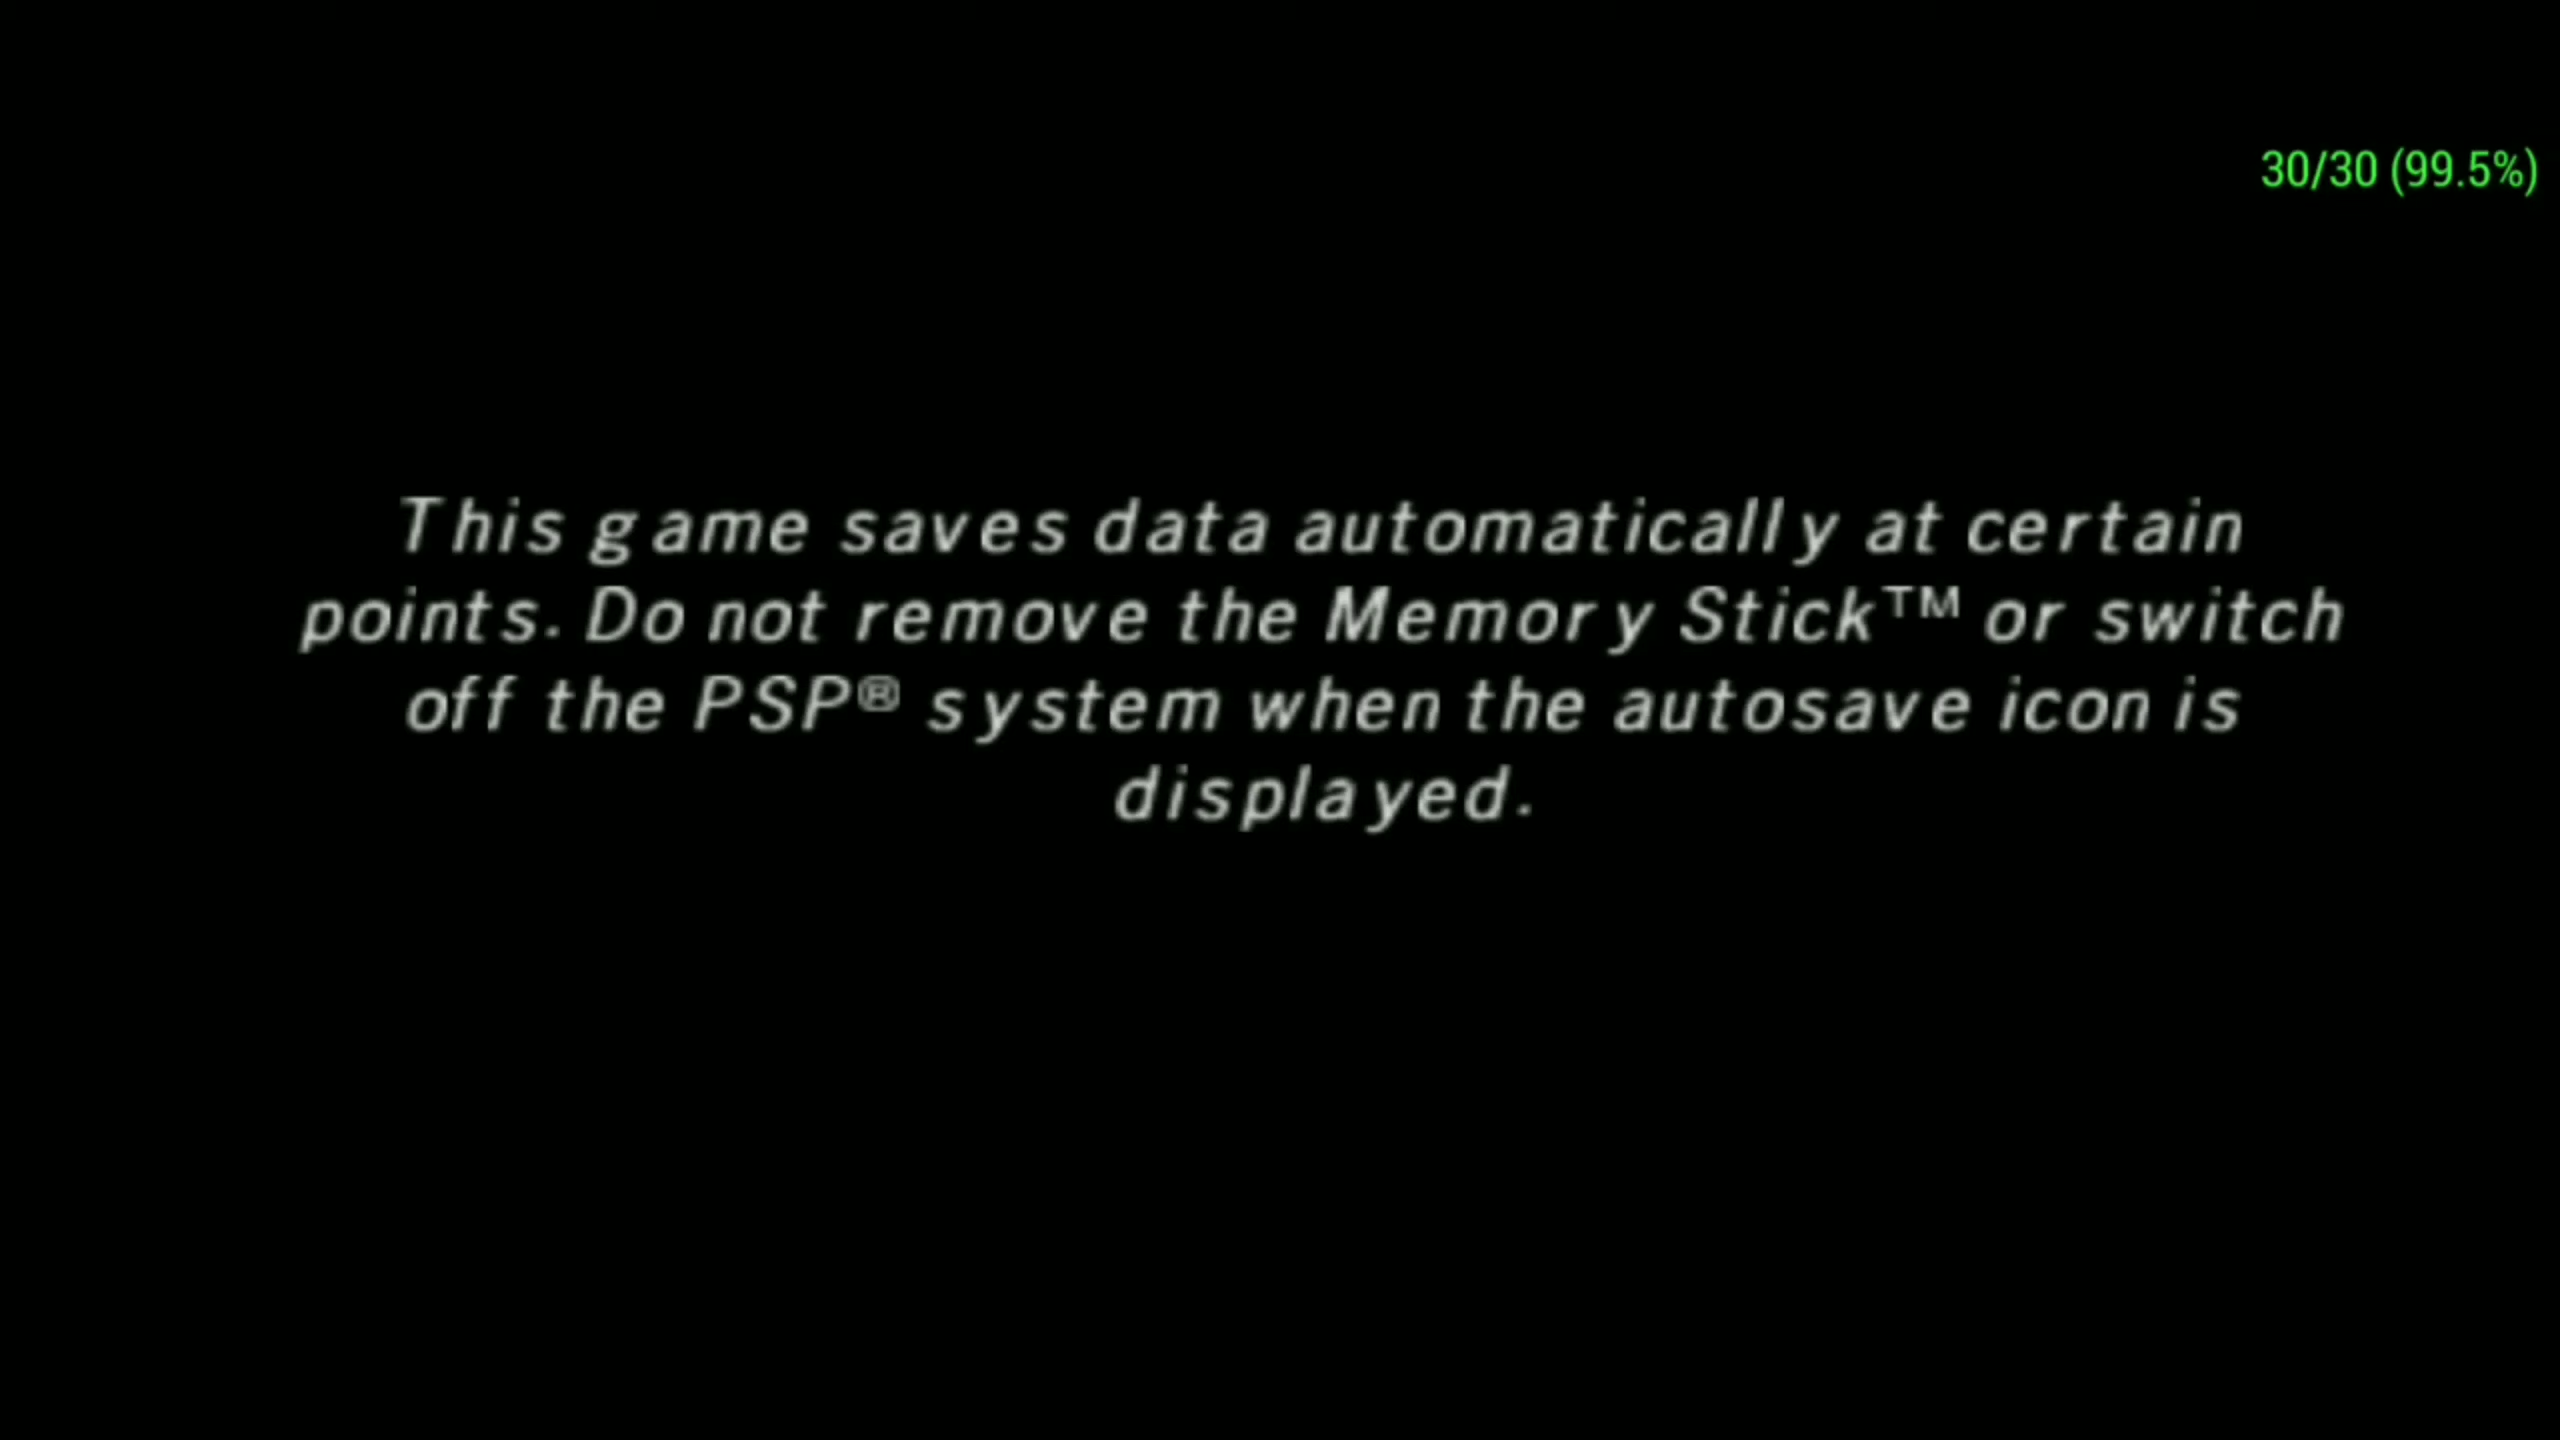 30/30 (99.5%)
This game saves data automatically at certain
points. Do not remove the Memory Stick™ or switch
off the PSP® system when the autosave icon is
displayed.